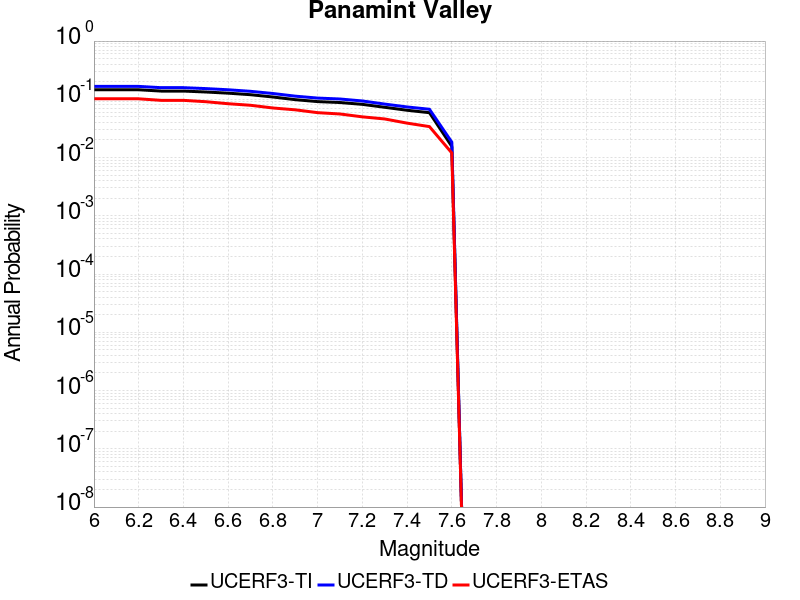 Panamint Valley
10^0
10^-1
10^-2
10^-3
10^-4
10^-5
10^-6
10^-7
10^-8
Annual Probability
6 6.2 6.4 6.6 6.8 7 7.2 7.4 7.6 7.8 8 8.2 8.4 8.6 8.8 9
Magnitude
UCERF3-TI UCERF3-TD UCERF3-ETAS